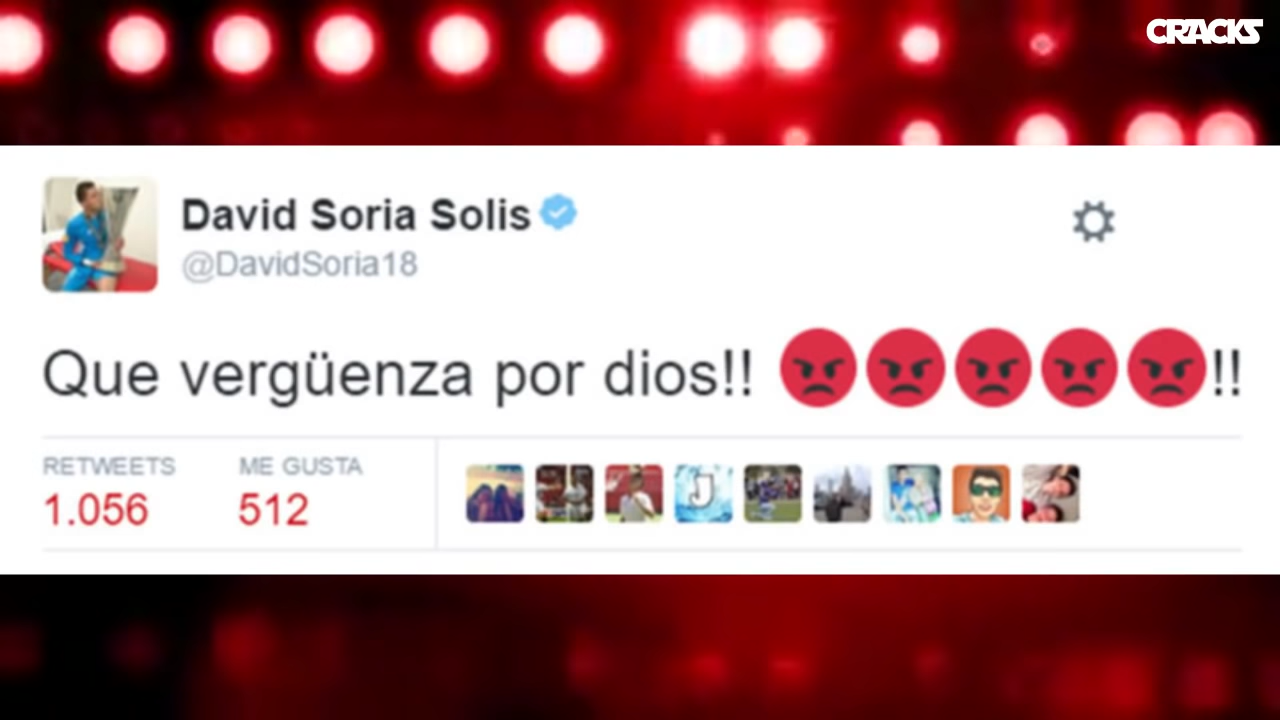 CRACKS
David Soria Solis
@DavidSoria18
Que vergüenza por dios!! 😡😡😡😡😡!!
RETWEETS ME GUSTA
1.056 512
J